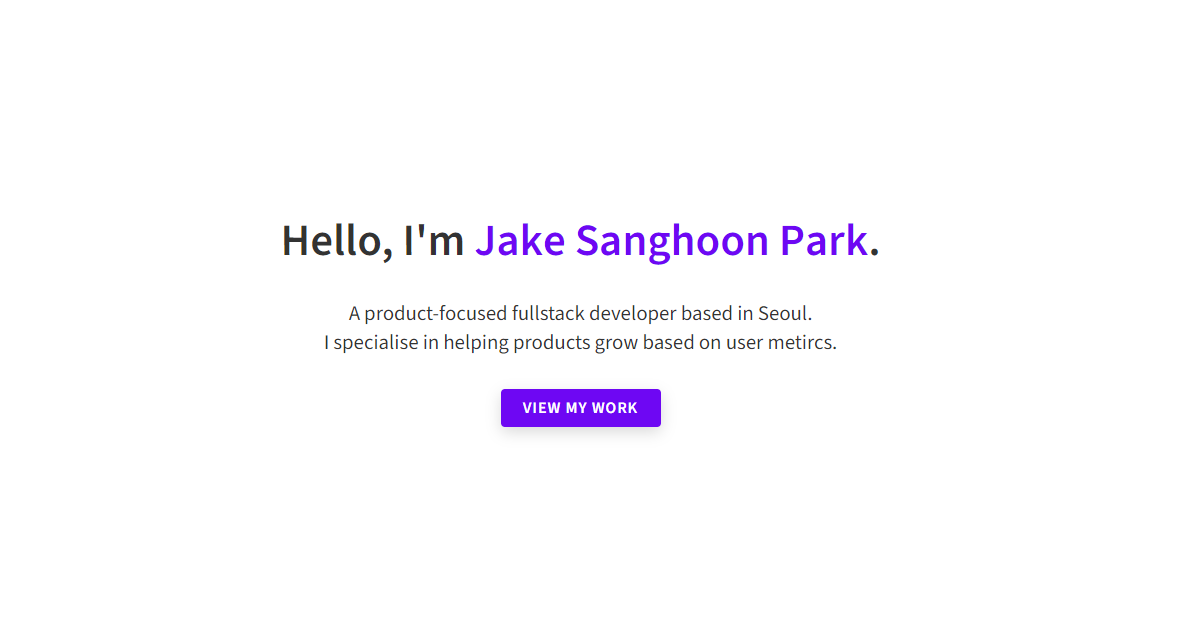 Hello, I'm Jake Sanghoon Park.
A product-focused fullstack developer based in Seoul.
I specialise in helping products grow based on user metircs.
VIEW MY WORK